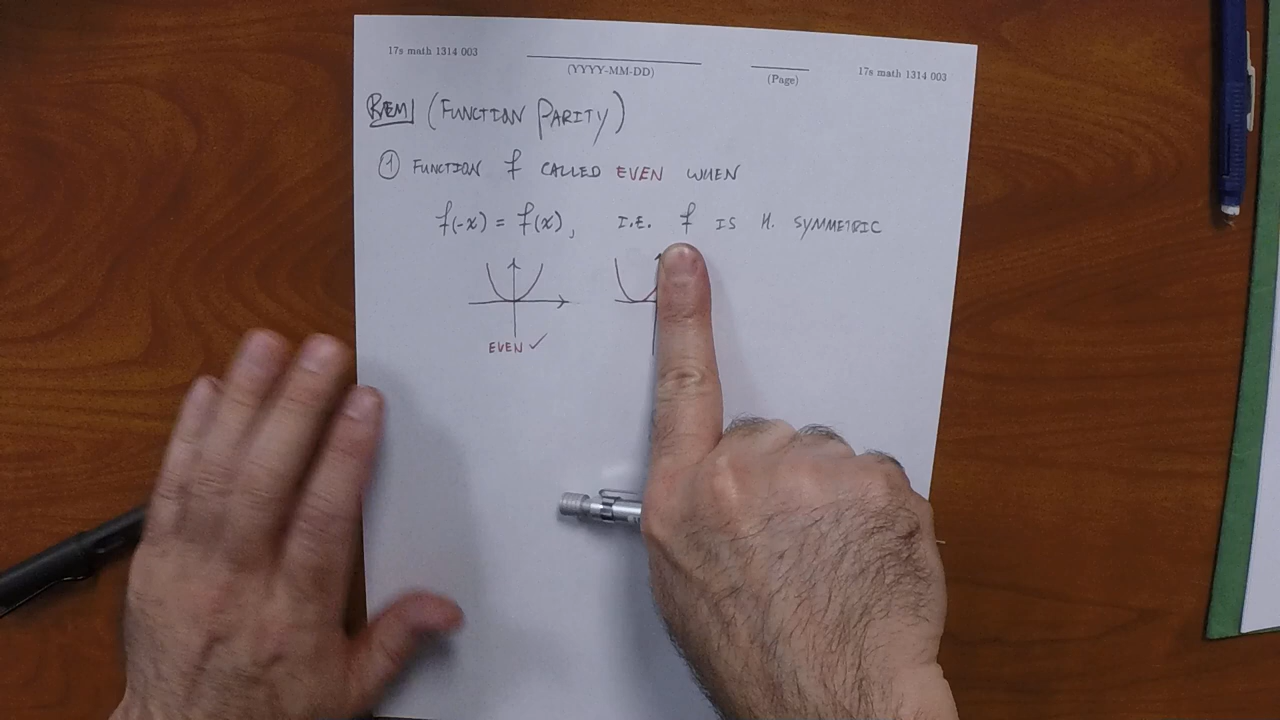 17s math 1314 003
(YYYY-MM-DD)
(Page)
17s math 1314 003
REM (FUNCTION PARITY)
① FUNCTION f CALLED EVEN WHEN
f(-x) = f(x), I.E. f IS H. SYMMETRIC
EVEN ✓